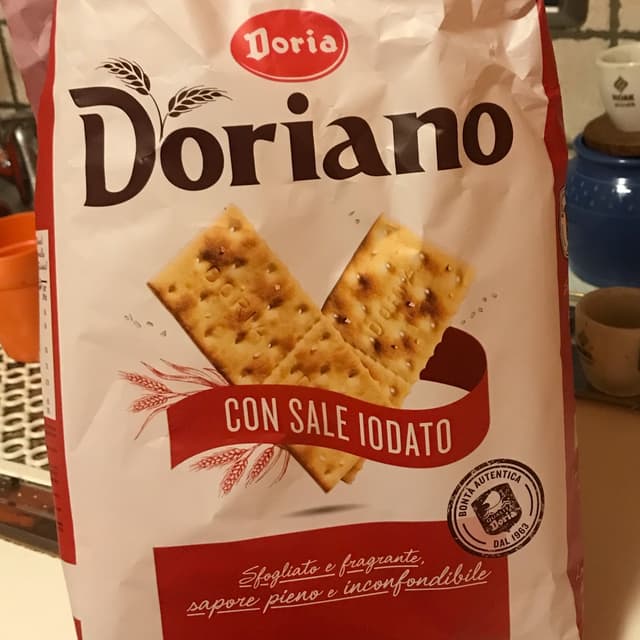 Doria
Doriano
CON SALE IODATO
BONTÀ AUTENTICA
Doria
DAL 1963
Sfogliato e fragrante,
sapore pieno e inconfondibile